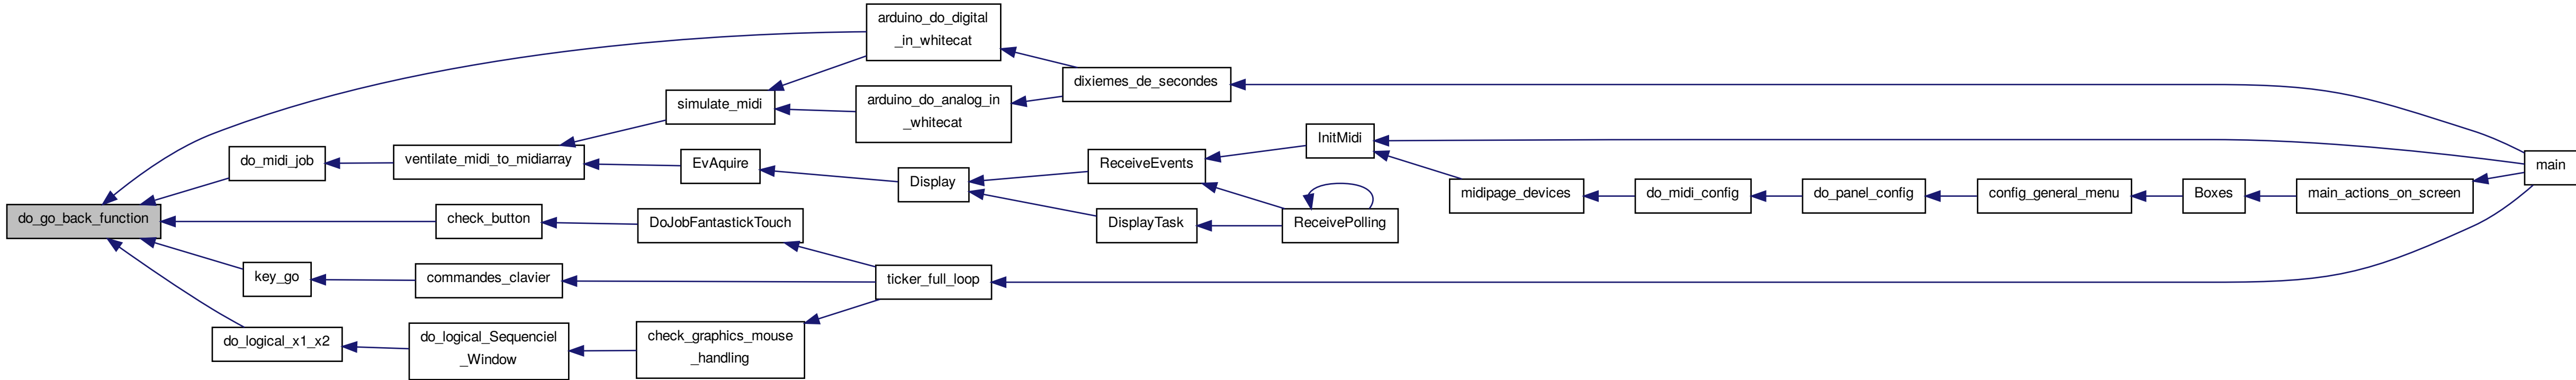 do_go_back_function
arduino_do_digital
_in_whitecat
do_midi_job
check_button
key_go
do_logical_x1_x2
ventilate_midi_to_midiarray
commandes_clavier
do_logical_Sequenciel
_Window
simulate_midi
EvAquire
DoJobFantastickTouch
check_graphics_mouse
_handling
arduino_do_analog_in
_whitecat
Display
ticker_full_loop
dixiemes_de_secondes
ReceiveEvents
DisplayTask
InitMidi
ReceivePolling
midipage_devices
do_midi_config
do_panel_config
config_general_menu
Boxes
main_actions_on_screen
main